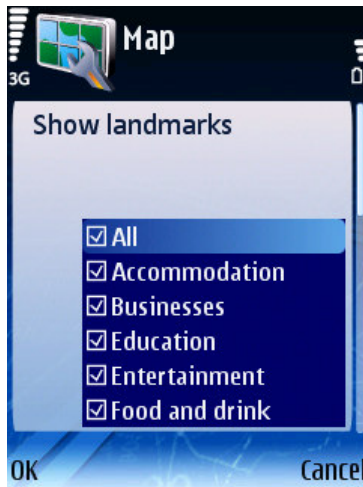 3G
Map
Show landmarks
All
Accommodation
Businesses
Education
Entertainment
Food and drink
OK
Cancel